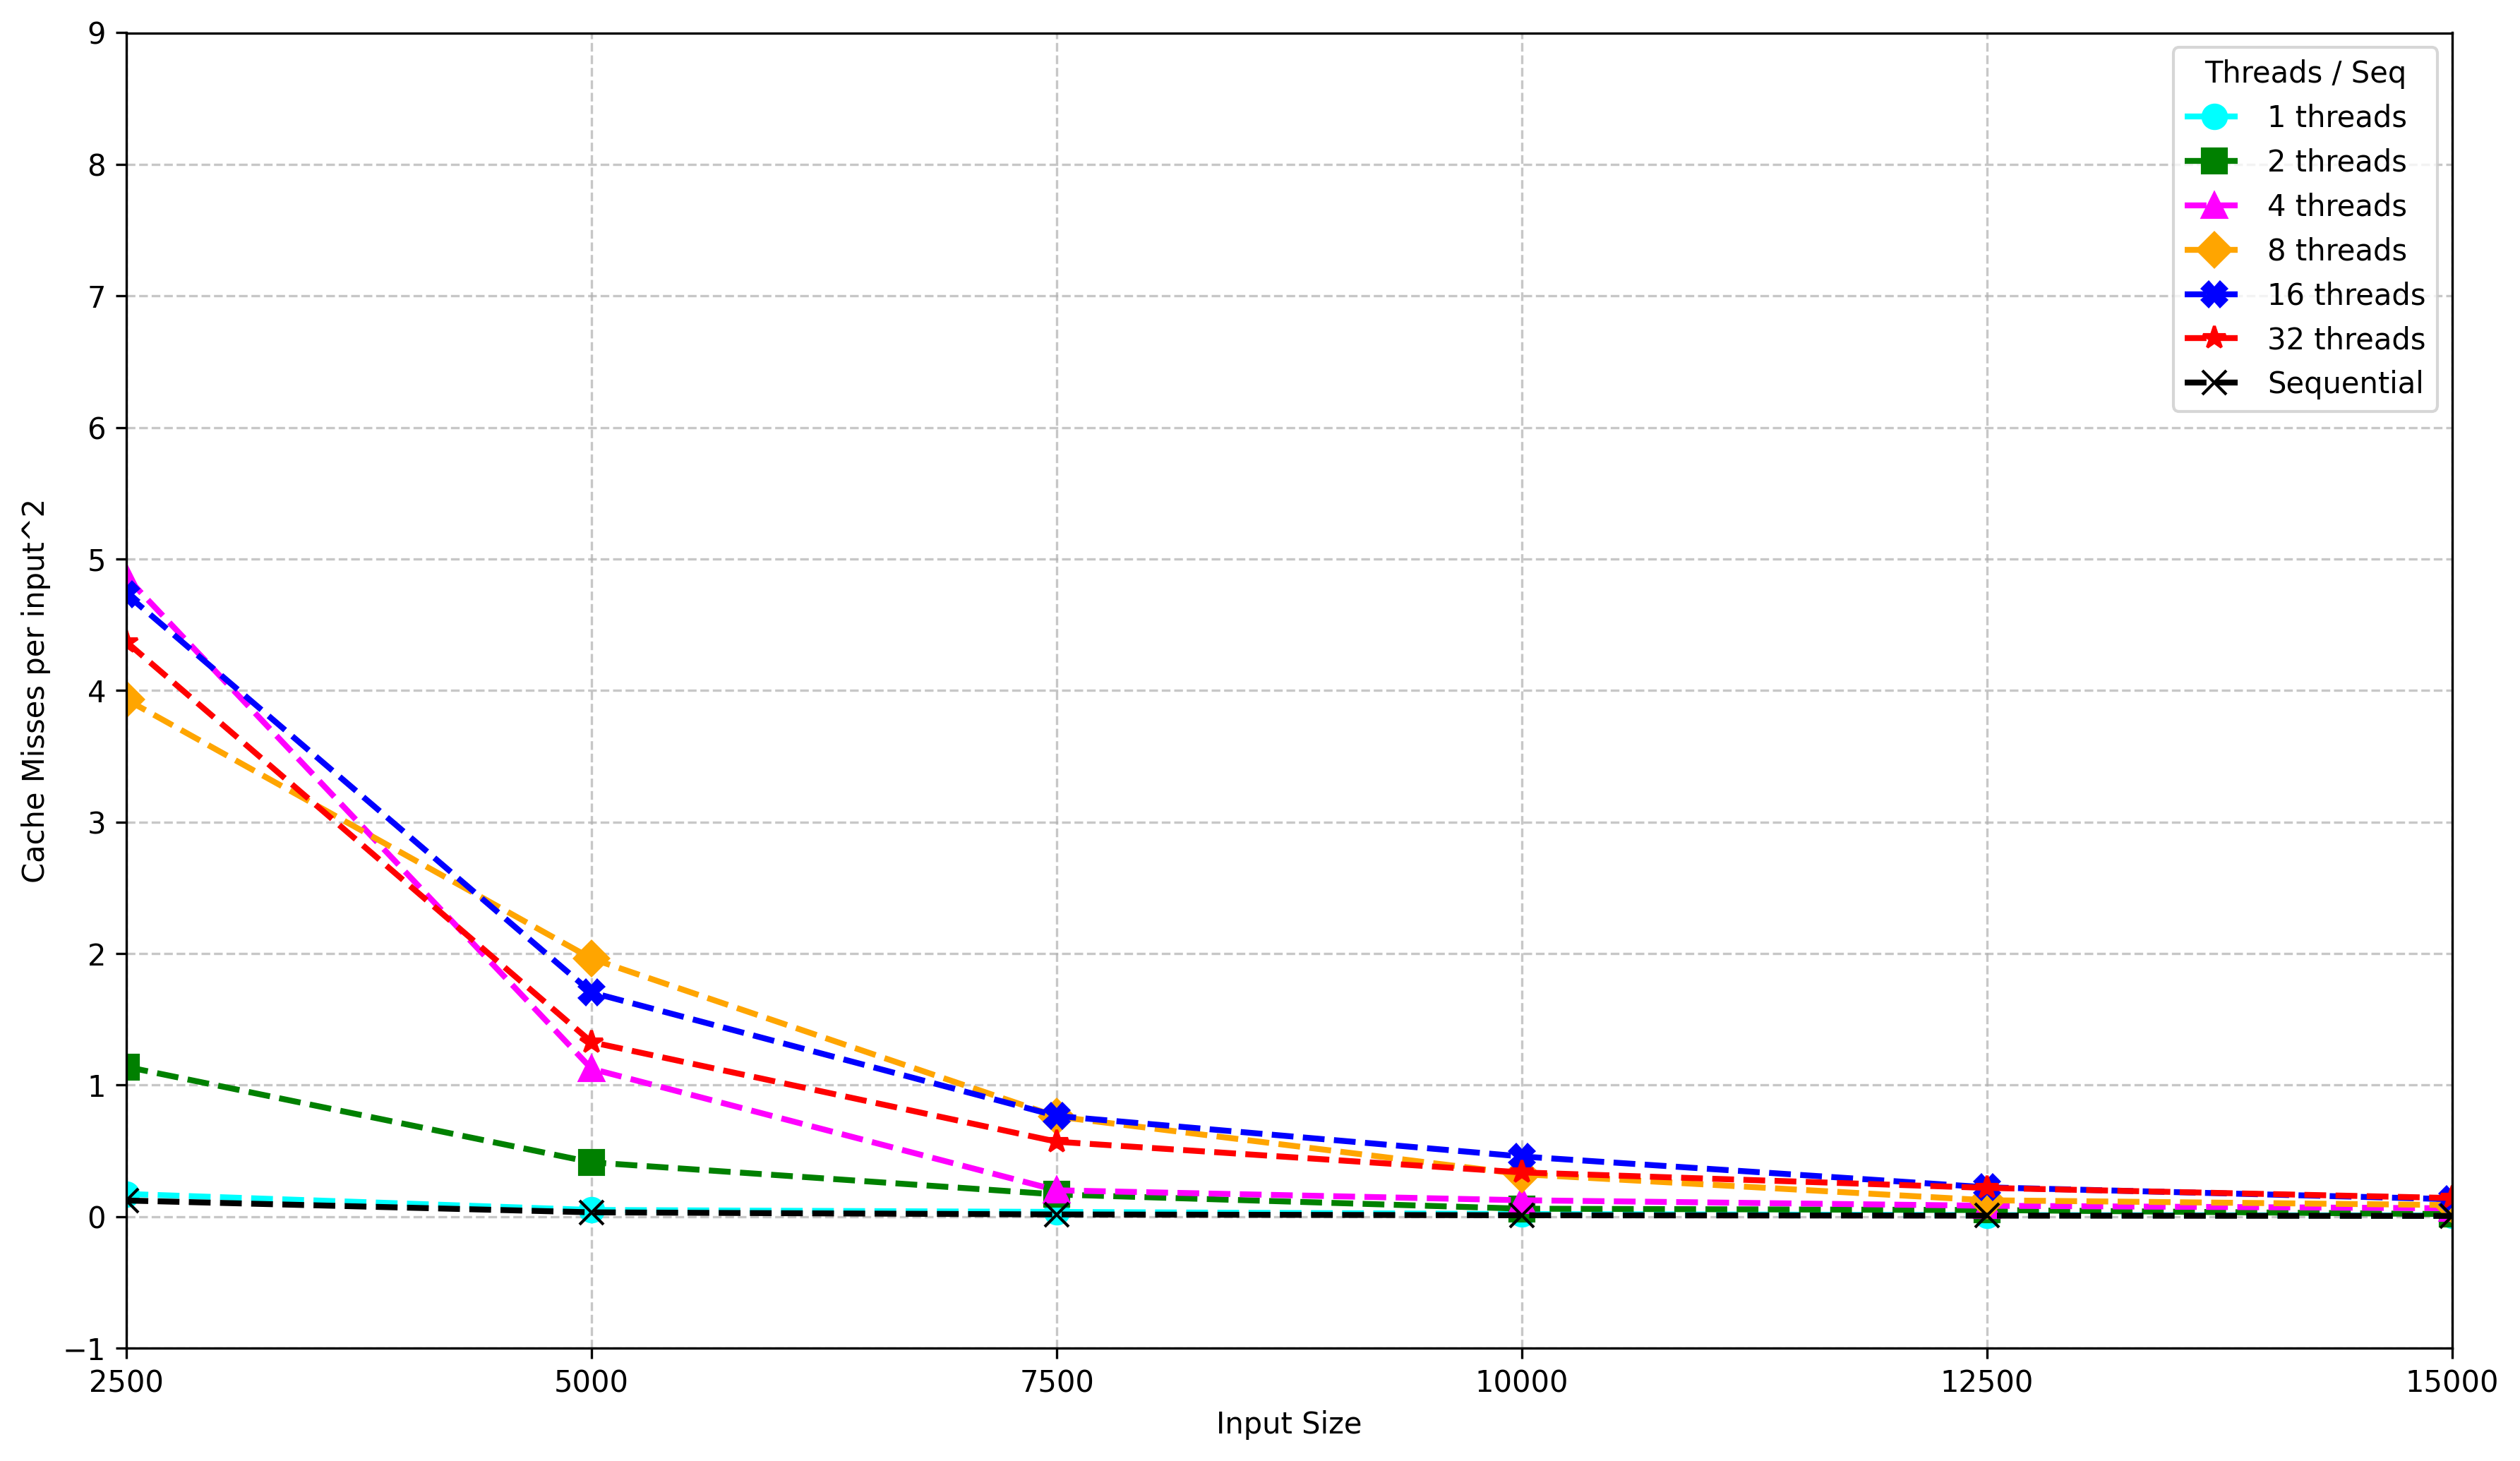 9
8
7
6
5
4
3
2
1
0
−1
Cache Misses per input^2
2500 5000 7500 10000 12500 15000
Input Size
Threads / Seq
1 threads
2 threads
4 threads
8 threads
16 threads
32 threads
Sequential